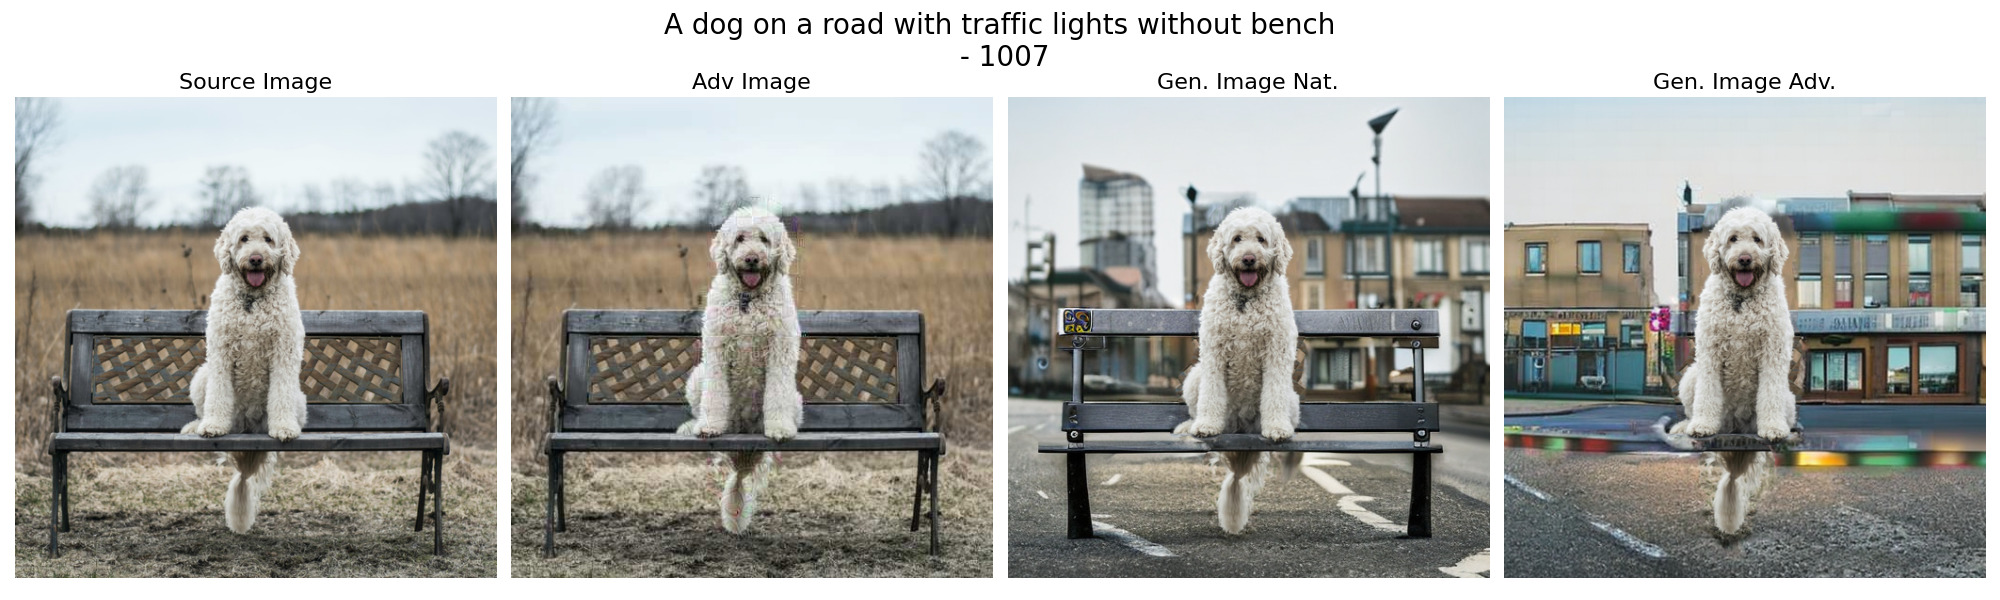 A dog on a road with traffic lights without bench
- 1007
Source Image
Adv Image
Gen. Image Nat.
Gen. Image Adv.